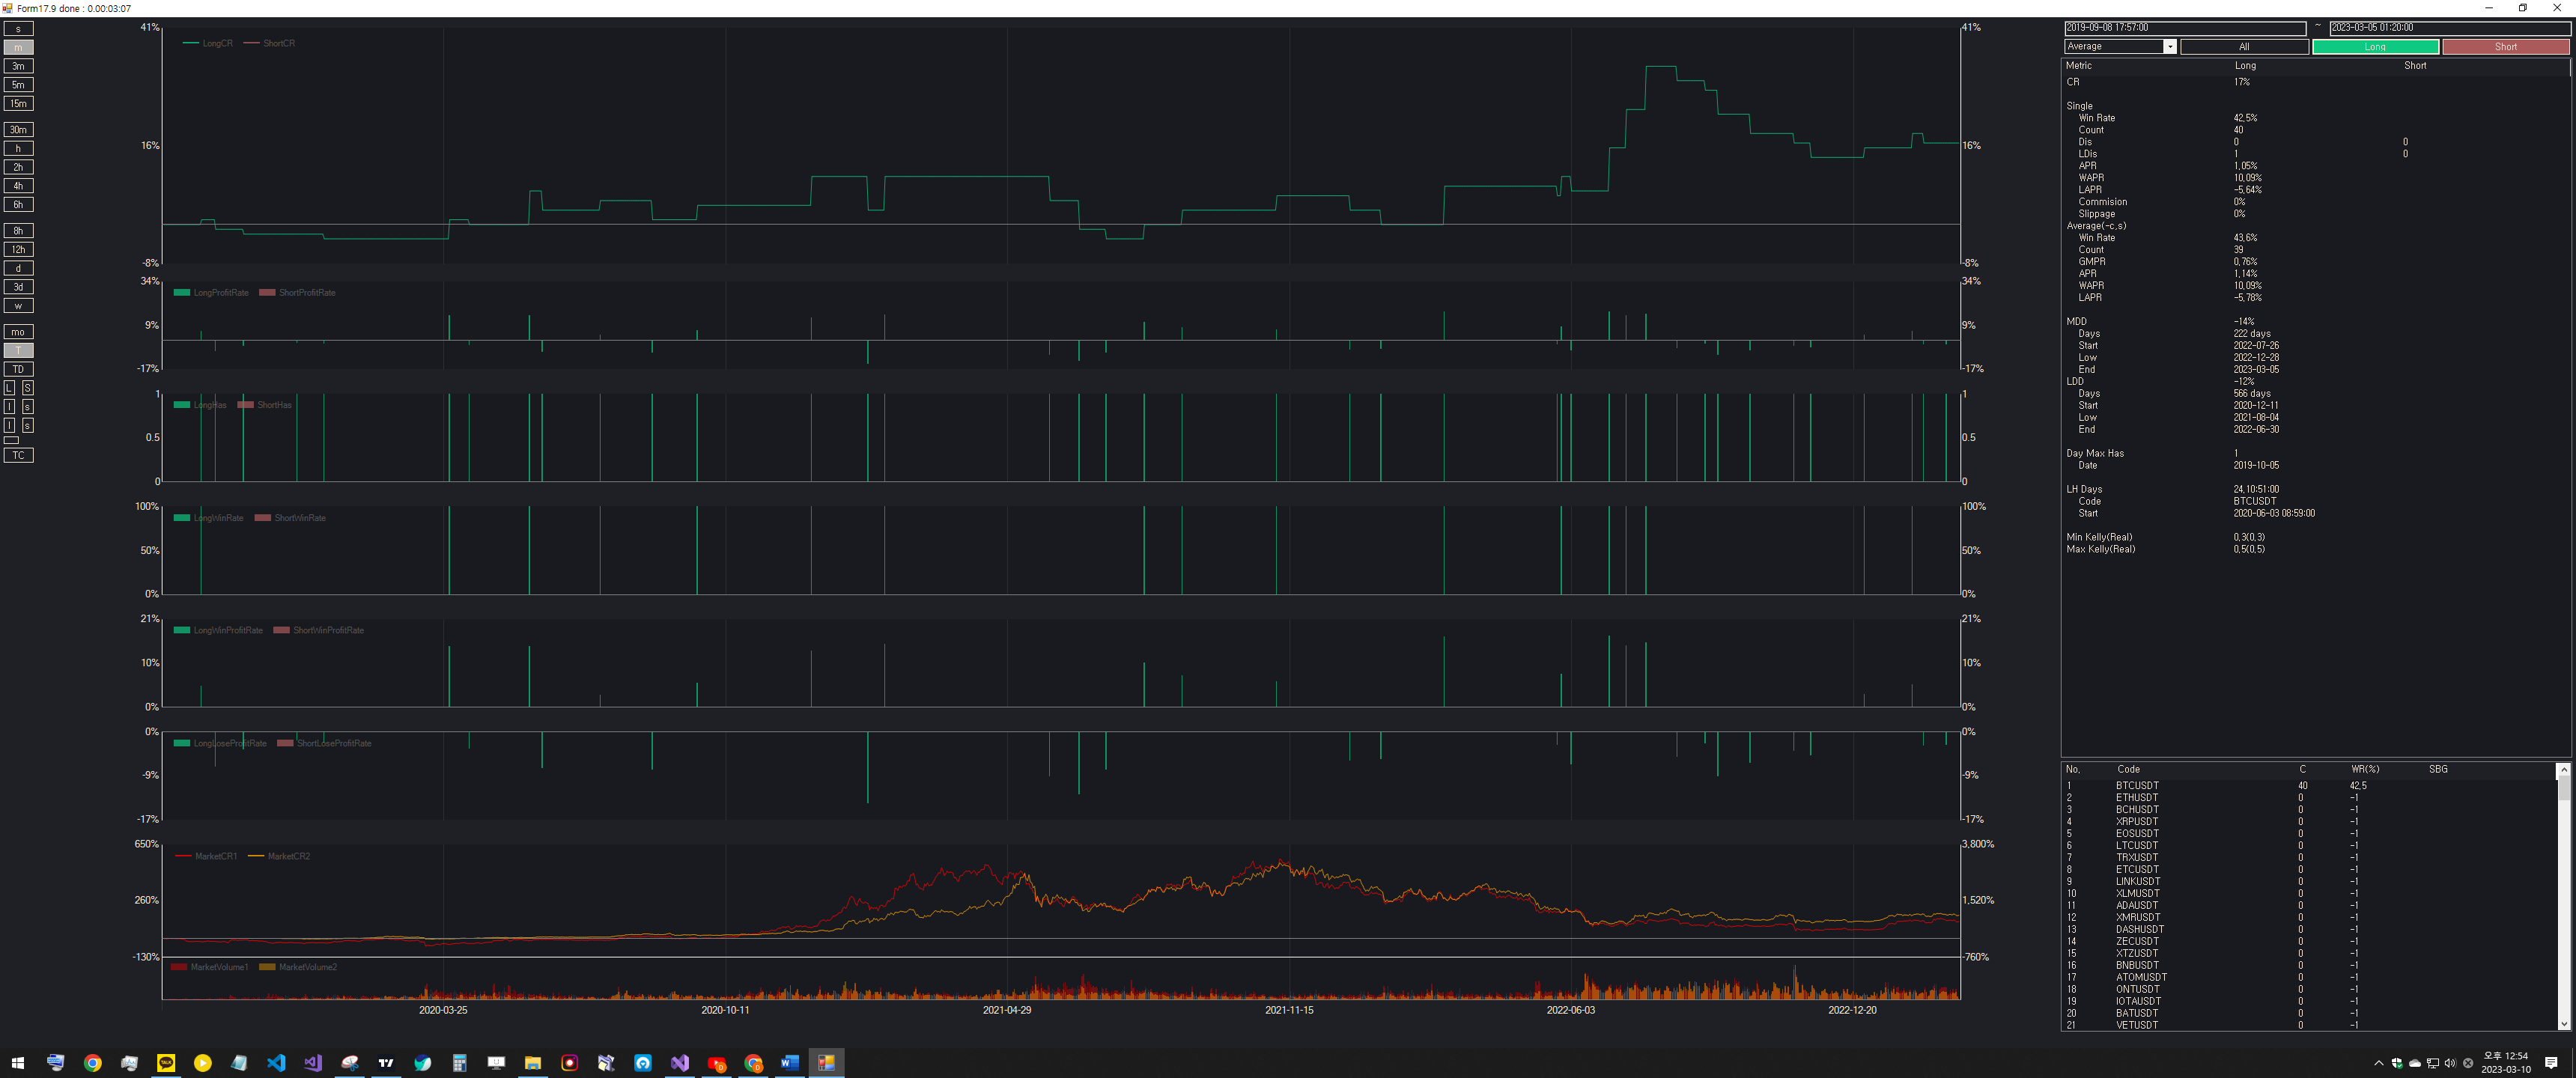 Form17.9 done : 0.00:03:07
s
m
3m
5m
15m
30m
h
2h
4h
6h
8h
12h
d
3d
w
mo
T
TD
L S
l s
l s
TC
41% LongCR ShortCR 41%
16% 16%
-8% -8%
34% LongProfitRate ShortProfitRate 34%
9% 9%
-17% -17%
1 LongHas ShortHas 1
0.5 0.5
0 0
100% LongWinRate ShortWinRate 100%
50% 50%
0% 0%
21% LongWinProfitRate ShortWinProfitRate 21%
10% 10%
0% 0%
0% LongLoseProfitRate ShortLoseProfitRate 0%
-9% -9%
-17% -17%
650% MarketCR1 MarketCR2 3,800%
260% 1,520%
-130% -760%
MarketVolume1 MarketVolume2
2020-03-25 2020-10-11 2021-04-29 2021-11-15 2022-06-03 2022-12-20
2019-09-08 17:57:00 ~ 2023-03-05 01:20:00
Average All Long Short
Metric Long Short
CR 17%
Single
Win Rate 42.5%
Count 40
Dis 0 0
LDis 1 0
APR 1.05%
WAPR 10.09%
LAPR -5.64%
Commision 0%
Slippage 0%
Average(-c,s)
Win Rate 43.6%
Count 39
GMPR 0.76%
APR 1.14%
WAPR 10.09%
LAPR -5.78%
MDD -14%
Days 222 days
Start 2022-07-26
Low 2022-12-28
End 2023-03-05
LDD -12%
Days 566 days
Start 2020-12-11
Low 2021-08-04
End 2022-06-30
Day Max Has 1
Date 2019-10-05
LH Days 24.10:51:00
Code BTCUSDT
Start 2020-06-03 08:59:00
Min Kelly(Real) 0.3(0.3)
Max Kelly(Real) 0.5(0.5)
No. Code C WR(%) SBG
1 BTCUSDT 40 42.5
2 ETHUSDT 0 -1
3 BCHUSDT 0 -1
4 XRPUSDT 0 -1
5 EOSUSDT 0 -1
6 LTCUSDT 0 -1
7 TRXUSDT 0 -1
8 ETCUSDT 0 -1
9 LINKUSDT 0 -1
10 XLMUSDT 0 -1
11 ADAUSDT 0 -1
12 XMRUSDT 0 -1
13 DASHUSDT 0 -1
14 ZECUSDT 0 -1
15 XTZUSDT 0 -1
16 BNBUSDT 0 -1
17 ATOMUSDT 0 -1
18 ONTUSDT 0 -1
19 IOTAUSDT 0 -1
20 BATUSDT 0 -1
21 VETUSDT 0 -1
TALK
오후 12:54
2023-03-10